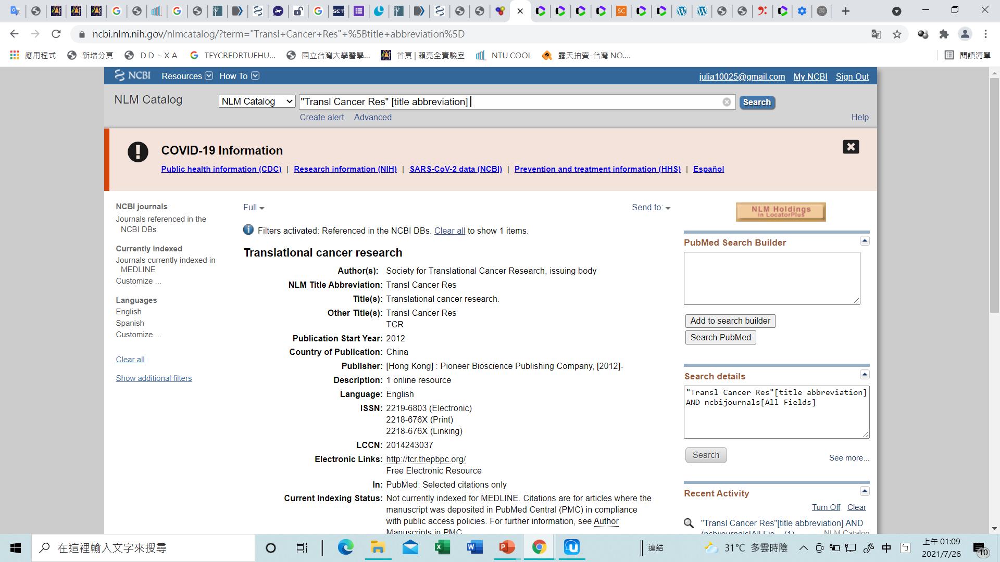 SET
SC
ncbi.nlm.nih.gov/nlmcatalog/?term="Transl+Cancer+Res"+%5Btitle+abbreviation%5D
應用程式
新增分頁
ＤＤ、ＸＡ
TEYCREDRTUEHU...
國立台灣大學醫學...
首頁 | 賴亮全實驗室
NTU COOL
露天拍賣-台灣 NO....
閱讀清單
NCBI Resources How To
julia10025@gmail.com My NCBI Sign Out
NLM Catalog
NLM Catalog
"Transl Cancer Res" [title abbreviation]
Search
Create alert Advanced
Help
COVID-19 Information
Public health information (CDC) | Research information (NIH) | SARS-CoV-2 data (NCBI) | Prevention and treatment information (HHS) | Español
NCBI journals
Journals referenced in the
NCBI DBs
Currently indexed
Journals currently indexed in
MEDLINE
Customize ...
Languages
English
Spanish
Customize ...
Clear all
Show additional filters
Full
Send to:
Filters activated: Referenced in the NCBI DBs. Clear all to show 1 items.
Translational cancer research
Author(s): Society for Translational Cancer Research, issuing body
NLM Title Abbreviation: Transl Cancer Res
Title(s): Translational cancer research.
Other Title(s): Transl Cancer Res
TCR
Publication Start Year: 2012
Country of Publication: China
Publisher: [Hong Kong] : Pioneer Bioscience Publishing Company, [2012]-
Description: 1 online resource
Language: English
ISSN: 2219-6803 (Electronic)
2218-676X (Print)
2218-676X (Linking)
LCCN: 2014243037
Electronic Links: http://tcr.thepbpc.org/
Free Electronic Resource
In: PubMed: Selected citations only
Current Indexing Status: Not currently indexed for MEDLINE. Citations are for articles where the
manuscript was deposited in PubMed Central (PMC) in compliance
with public access policies. For further information, see Author
Manuscripts in PMC
NLM Holdings
in LocatorPlus
PubMed Search Builder
Add to search builder
Search PubMed
Search details
"Transl Cancer Res"[title abbreviation]
AND ncbijournals[All Fields]
Search
See more...
Recent Activity
Turn Off Clear
"Transl Cancer Res"[title abbreviation] AND
(ncbijournals[All Fie... (1)
NLM Catalog
在這裡輸入文字來搜尋
連結
31°C 多雲時陰
中
ㄅ
上午 01:09
2021/7/26
10